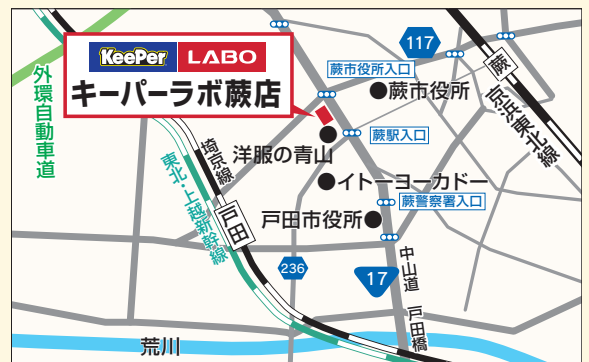 117
KeePer LABO
キーパーラボ蕨店
蕨市役所入口
蕨市役所
蕨
京浜東北線
外環自動車道
蕨駅入口
洋服の青山
埼京線
東北・上越新幹線
イトーヨーカドー
蕨警察署入口
戸田
戸田市役所
236
17
中山道
戸田橋
荒川